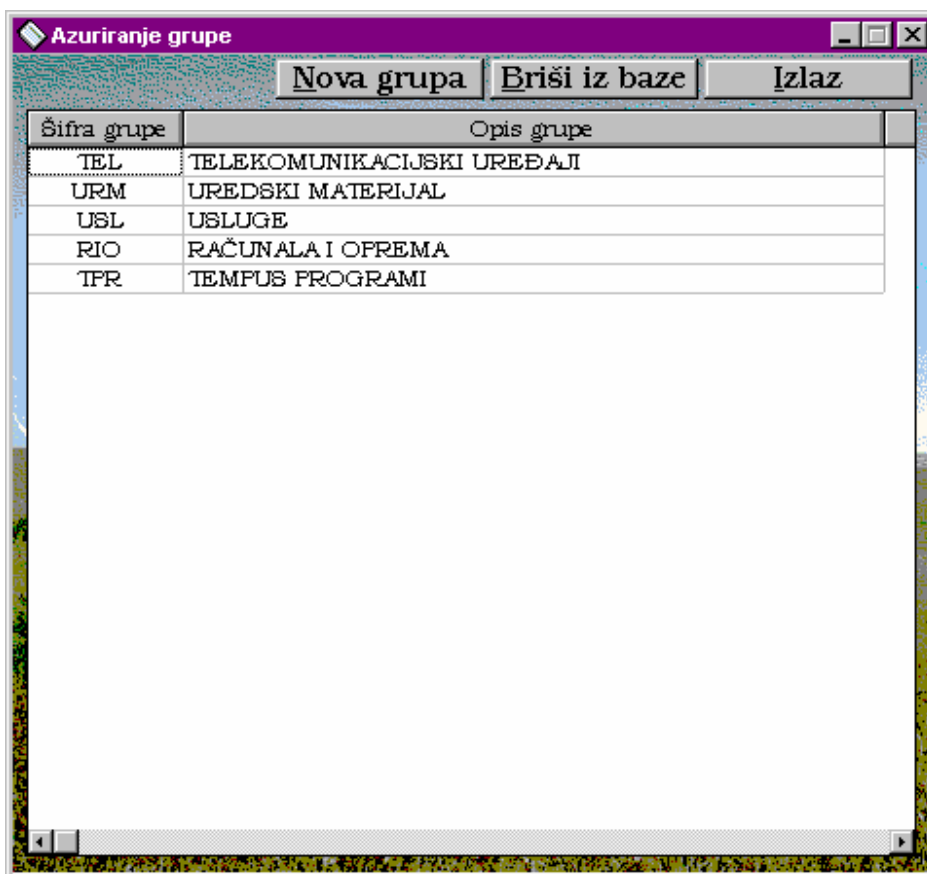 Azuriranje grupe
Nova grupa Briši iz baze Izlaz
Šifra grupe Opis grupe
TEL TELEKOMUNIKACIJSKI UREĐAJI
URM UREDSKI MATERIJAL
USL USLUGE
RIO RAČUNALA I OPREMA
TPR TEMPUS PROGRAMI